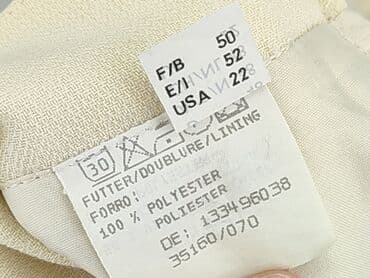 F/B 50
E/I 52
USA 22
30
FUTTER/DOUBLURE/LINING
FORRO:
100 % POLYESTER
POLIESTER
DE: 133496038
35160/070